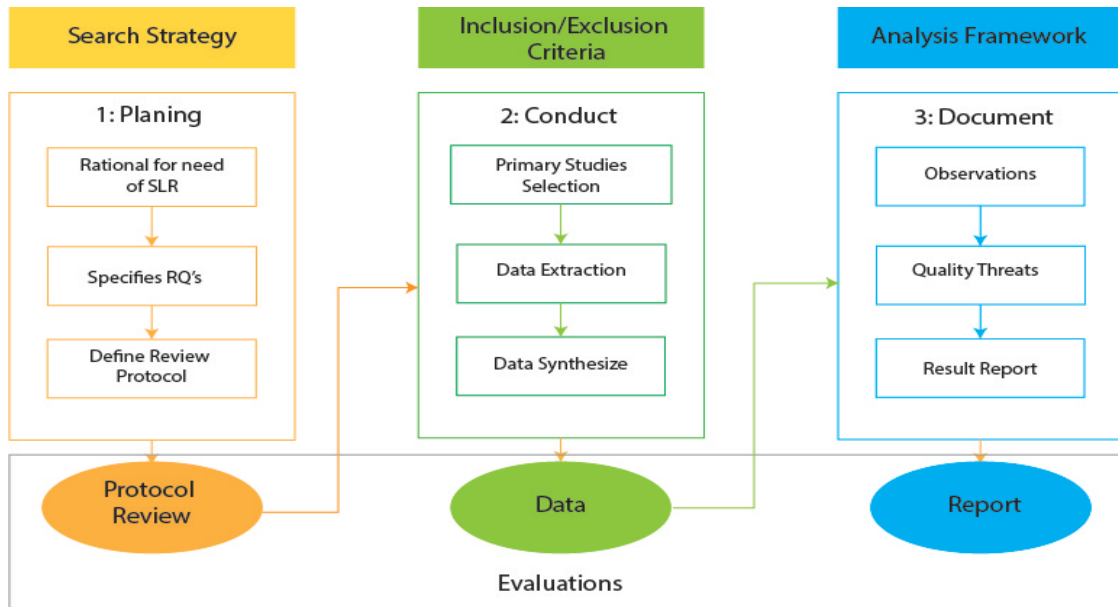 Search Strategy
Inclusion/Exclusion
Criteria
Analysis Framework
1: Planing
Rational for need
of SLR
Specifies RQ's
Define Review
Protocol
Protocol
Review
2: Conduct
Primary Studies
Selection
Data Extraction
Data Synthesize
Data
3: Document
Observations
Quality Threats
Result Report
Report
Evaluations